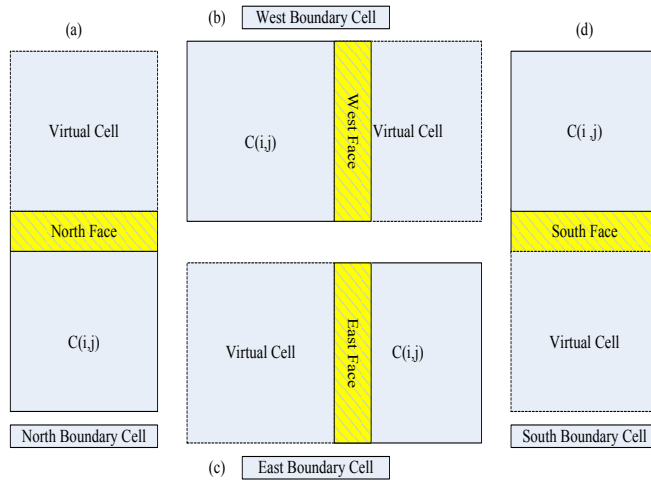 (a)
Virtual Cell
North Face
C(i,j)
North Boundary Cell
(b)
West Boundary Cell
C(i,j)
West Face
Virtual Cell
Virtual Cell
East Face
C(i,j)
(c)
East Boundary Cell
(d)
C(i ,j)
South Face
Virtual Cell
South Boundary Cell